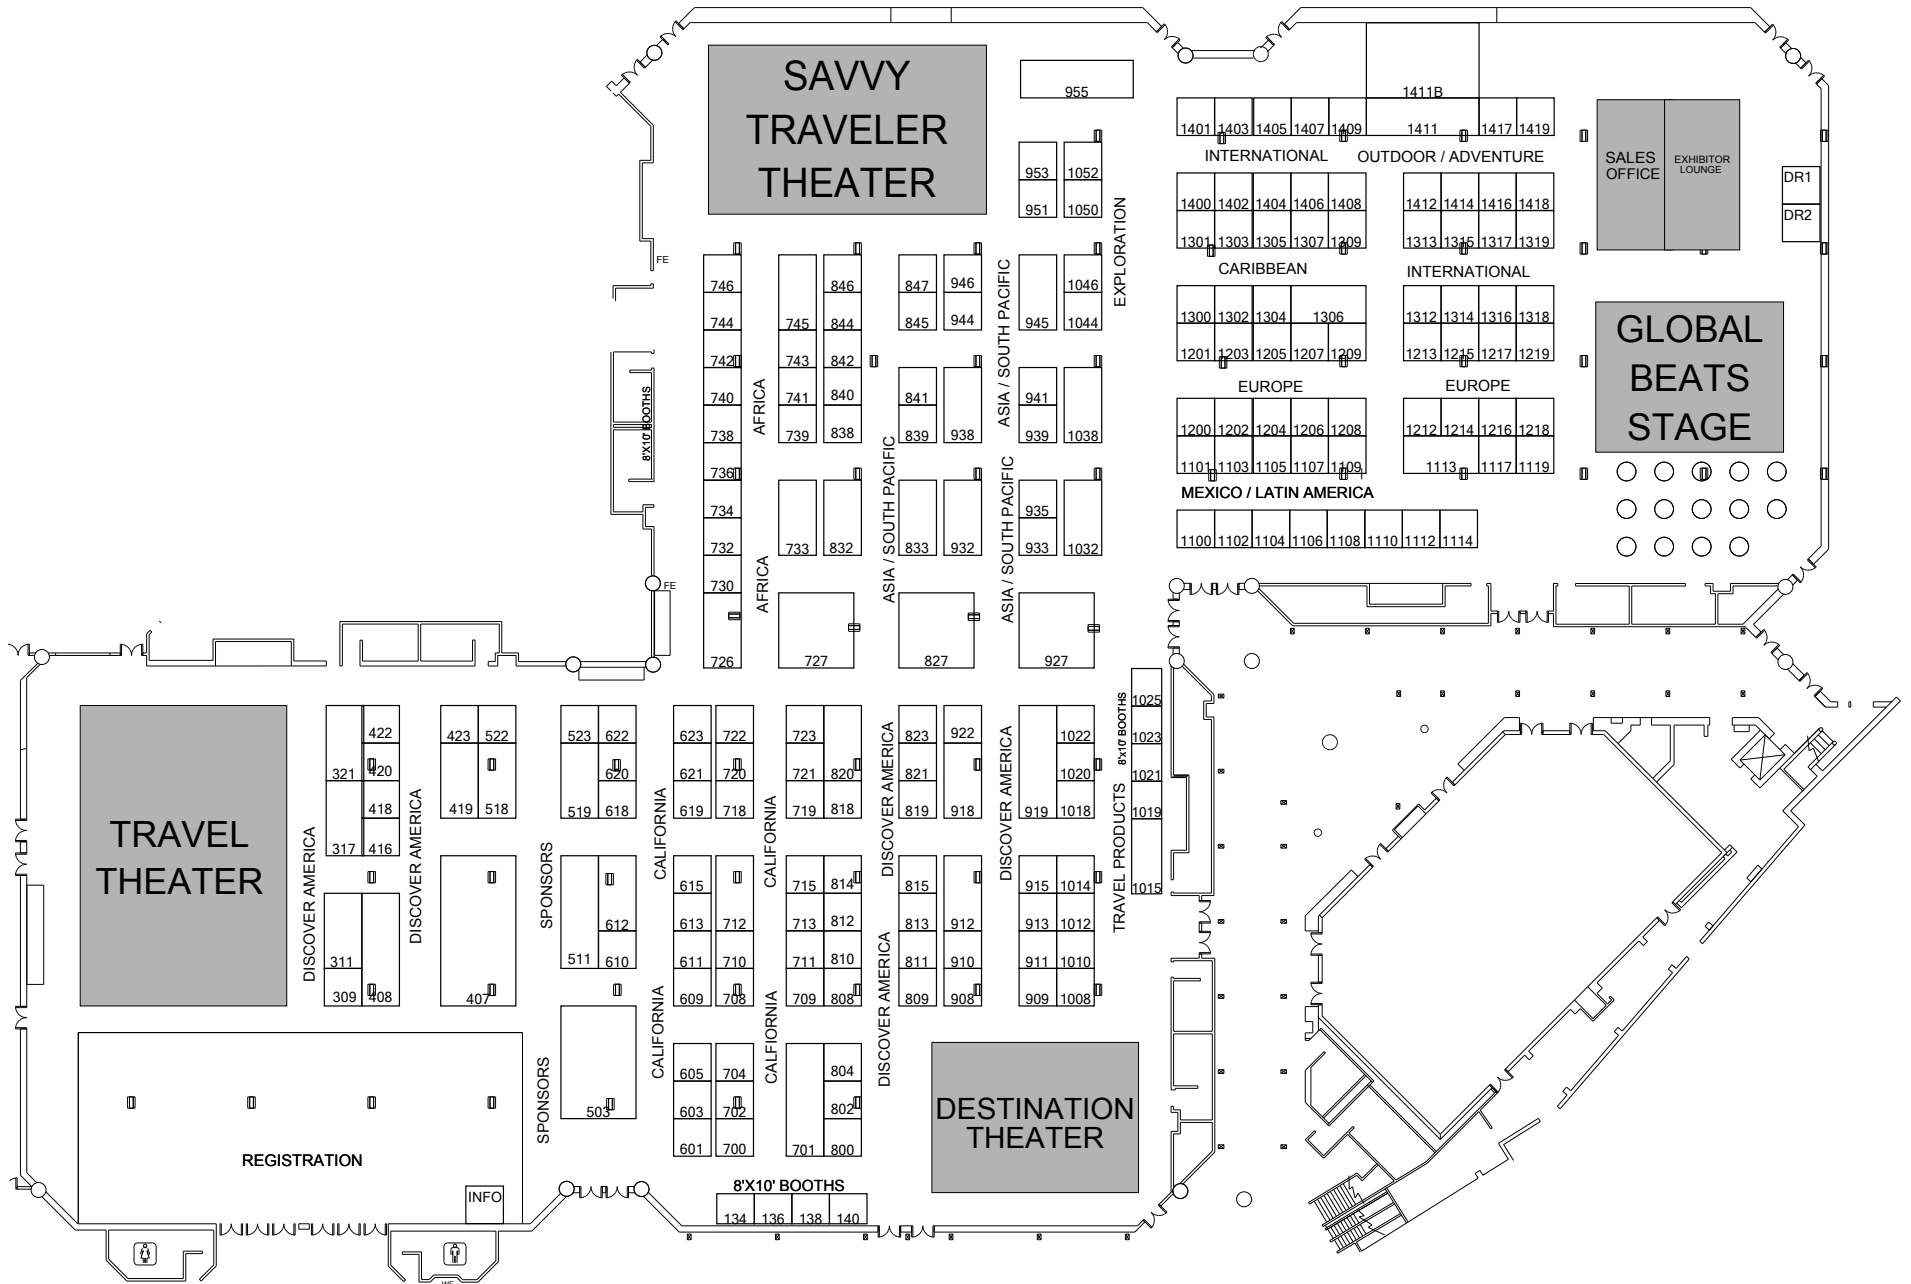 SAVVY
TRAVELER
THEATER
955
1411B
1401 1403 1405 1407 1409 1411 1417 1419
INTERNATIONAL OUTDOOR / ADVENTURE
SALES
OFFICE
EXHIBITOR
LOUNGE
DR1
DR2
953 1052
951 1050
EXPLORATION
1400 1402 1404 1406 1408 1412 1414 1416 1418
1301 1303 1305 1307 1309 1313 1315 1317 1319
CARIBBEAN INTERNATIONAL
FE
746 846 847 946 1046
744 745 844 845 944 945 1044
ASIA / SOUTH PACIFIC
1300 1302 1304 1306 1312 1314 1316 1318
1201 1203 1205 1207 1209 1213 1215 1217 1219
GLOBAL
BEATS
STAGE
742 743 842
EUROPE EUROPE
8'X10' BOOTHS
740 741 840 841 941
AFRICA
738 739 838 839 938 939 1038
1200 1202 1204 1206 1208 1212 1214 1216 1218
1101 1103 1105 1107 1109 1113 1117 1119
MEXICO / LATIN AMERICA
736
734 935
732 733 832 833 932 933 1032
ASIA / SOUTH PACIFIC
ASIA / SOUTH PACIFIC
1100 1102 1104 1106 1108 1110 1112 1114
730
AFRICA
FE
726 727 827 927
1025
8'x10' BOOTHS
422 423 522 523 622 623 722 723 823 922 1022 1023
321 420 620 621 720 721 820 821 1020 1021
418 419 518 519 618 619 718 719 818 819 918 919 1018 1019
317 416
TRAVEL
THEATER
DISCOVER AMERICA
DISCOVER AMERICA
SPONSORS
CALIFORNIA
CALIFORNIA
DISCOVER AMERICA
DISCOVER AMERICA
TRAVEL PRODUCTS
615 715 814 815 915 1014 1015
612 613 712 713 812 813 912 913 1012
311 511 610 611 710 711 810 811 910 911 1010
309 408 407 609 708 709 808 809 908 909 1008
SPONSORS
CALIFORNIA
CALFIORNIA
DISCOVER AMERICA
605 704 804
503 603 702 802
601 700 701 800
DESTINATION
THEATER
REGISTRATION
INFO
8'X10' BOOTHS
134 136 138 140